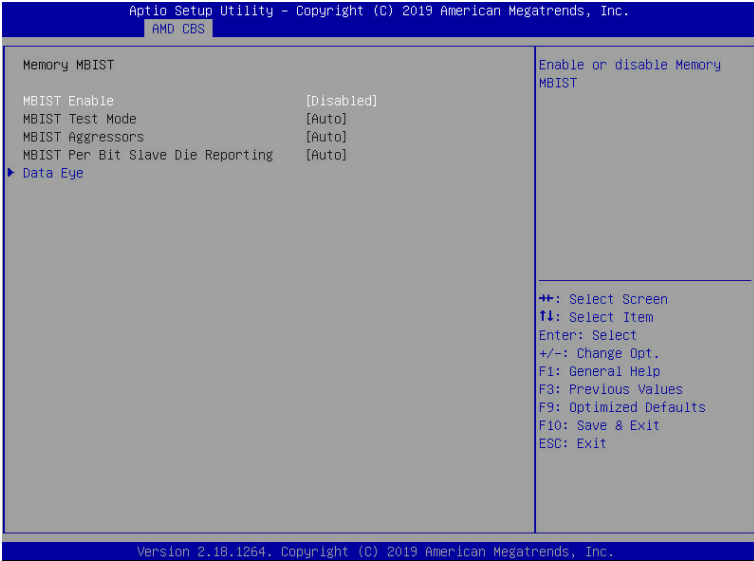 Aptio Setup Utility – Copyright (C) 2019 American Megatrends, Inc.
AMD CBS
Memory MBIST
MBIST Enable [Disabled]
MBIST Test Mode [Auto]
MBIST Aggressors [Auto]
MBIST Per Bit Slave Die Reporting [Auto]
Data Eye
Enable or disable Memory
MBIST
→←: Select Screen
↑↓: Select Item
Enter: Select
+/-: Change Opt.
F1: General Help
F3: Previous Values
F9: Optimized Defaults
F10: Save & Exit
ESC: Exit
Version 2.18.1264. Copyright (C) 2019 American Megatrends, Inc.